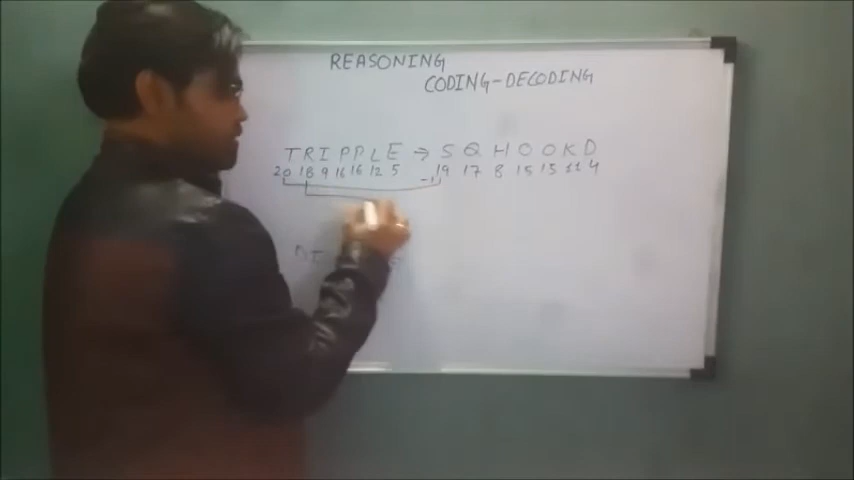 REASONING
CODING-DECODING
TRIPPLE → SQHOOKD
20 18 9 16 16 12 5 19 17 8 15 15 11 4
-1